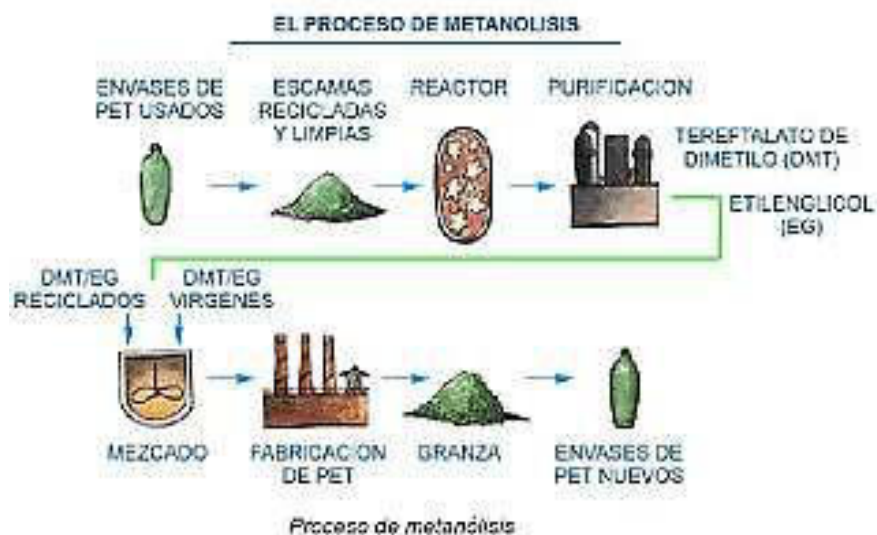 EL PROCESO DE METANOLISIS
ENVASES DE
PET USADOS
ESCAMAS
RECICLADAS
Y LIMPIAS
REACTOR
PURIFICACION
TEREFTALATO DE
DIMETILO (DMT)
ETILENGLICOL
(EG)
DMT/EG
RECICLADOS
DMT/EG
VIRGENES
MEZCADO
FABRICACION
DE PET
GRANZA
ENVASES DE
PET NUEVOS
Proceso de metanólisis